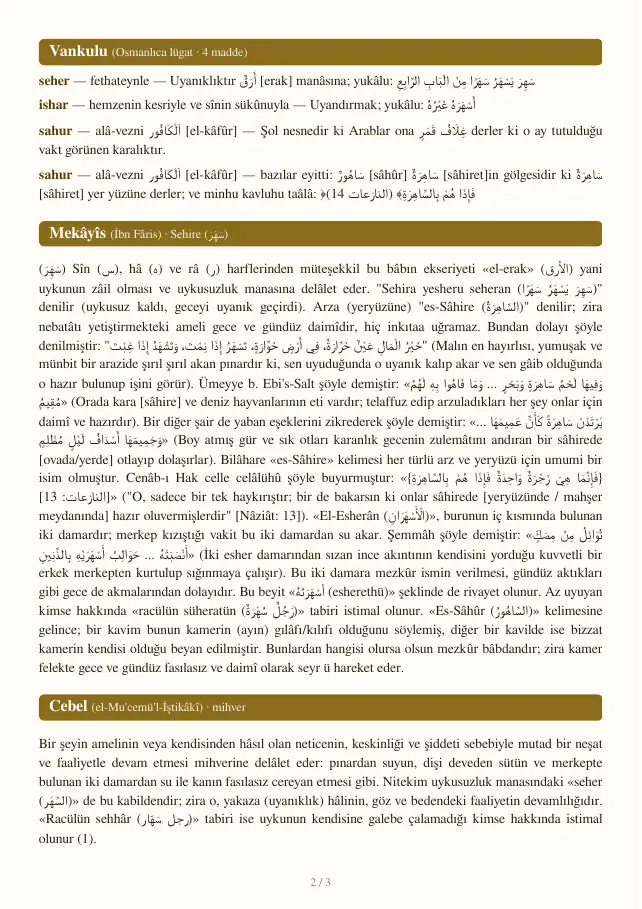 Vankulu (Osmanlıca lügat · 4 madde)
seher — fethateynle — Uyanıklıktır أَرَقٌ [erak] manâsına; yukâlu: سَهِرَ يَسْهَرُ سَهَرًا مِنَ الْبَابِ الرَّابِعِ
ishar — hemzenin kesriyle ve sînin sükûnuyla — Uyandırmak; yukâlu: أَسْهَرَهُ غَيْرُهُ
sahur — alâ-vezni اَلْكَافُور [el-kâfûr] — Şol nesnedir ki Arablar ona غِلَافُ قَمَرٍ derler ki o ay tutulduğu
vakt görünen karalıktır.
sahur — alâ-vezni اَلْكَافُور [el-kâfûr] — bazılar eyitti: سَاهُورٌ [sâhûr] سَاهِرَةٌ [sâhiret]in gölgesidir ki سَاهِرَةٌ
[sâhiret] yer yüzüne derler; ve minhu kavluhu taâlâ: ﴿فَإِذَا هُمْ بِالسَّاهِرَةِ﴾ (النازعات 14)
Mekâyîs (İbn Fâris) · Sehire (سَهِرَ)
(سَهِرَ) Sîn (س), hâ (ه) ve râ (ر) harflerinden müteşekkil bu bâbın ekseriyeti «el-erak» (الأرق) yani
uykunun zâil olması ve uykusuzluk manasına delâlet eder. "Sehira yesheru seheran (سَهِرَ يَسْهَرُ سَهَرًا)"
denilir (uykusuz kaldı, geceyi uyanık geçirdi). Arza (yeryüzüne) "es-Sâhire (السَّاهِرَةُ)" denilir; zira
nebatâtı yetiştirmekteki ameli gece ve gündüz daimîdir, hiç inkıtaa uğramaz. Bundan dolayı şöyle
denilmiştir: "خَيْرُ الْمَالِ عَيْنٌ خَرَّارَةٌ، فِي أَرْضٍ خَوَّارَةٍ، تَسْهَرُ إِذَا نِمْتَ، وَتَشْهَدُ إِذَا غِبْتَ" (Malın en hayırlısı, yumuşak ve
münbit bir arazide şırıl şırıl akan pınardır ki, sen uyuduğunda o uyanık kalıp akar ve sen gâib olduğunda
o hazır bulunup işini görür). Ümeyye b. Ebi's-Salt şöyle demiştir: «وَفِيهَا لَحْمُ سَاهِرَةٍ وَبَحْرٍ ... وَمَا فَاهُوا بِهِ لَهُمُ
مُقِيمُ» (Orada kara [sâhire] ve deniz hayvanlarının eti vardır; telaffuz edip arzuladıkları her şey onlar için
daimî ve hazırdır). Bir diğer şair de yaban eşeklerini zikrederek şöyle demiştir: «يَرْتَدْنَ سَاهِرَةً كَأَنَّ عَمِيمَهَا ...
وَجَمِيمَهَا أَسْدَافُ لَيْلٍ مُظْلِمِ» (Boy atmış gür ve sık otları karanlık gecenin zulemâtını andıran bir sâhirede
[ovada/yerde] otlayıp dolaşırlar). Bilâhare «es-Sâhire» kelimesi her türlü arz ve yeryüzü için umumi bir
isim olmuştur. Cenâb-ı Hak celle celâlühû şöyle buyurmuştur: «{فَإِنَّمَا هِيَ زَجْرَةٌ وَاحِدَةٌ فَإِذَا هُمْ بِالسَّاهِرَةِ}
[النازعات: 13]» ("O, sadece bir tek haykırıştır; bir de bakarsın ki onlar sâhirede [yeryüzünde / mahşer
meydanında] hazır oluvermişlerdir" [Nâziât: 13]). «El-Esherân (الْأَسْهَرَانِ)», burnun iç kısmında bulunan
iki damardır; merkep kızıştığı vakit bu iki damardan su akar. Şemmâh şöyle demiştir: «تُوَائِلُ مِنْ مِصَكٍّ
أَنْصَبَتْهُ ... حَوَالِبُ أَسْهَرَيْهِ بِالذَّنِينِ» (İki esher damarından sızan ince akıntının kendisini yorduğu kuvvetli bir
erkek merkepten kurtulup sığınmaya çalışır). Bu iki damara mezkûr ismin verilmesi, gündüz aktıkları
gibi gece de akmalarından dolayıdır. Bu beyit «أَسْهَرَتْهُ (esherethü)» şeklinde de rivayet olunur. Az uyuyan
kimse hakkında «racülün süheratün (رَجُلٌ سُهَرَةٌ)» tabiri istimal olunur. «Es-Sâhûr (السَّاهُورُ)» kelimesine
gelince; bir kavim bunun kamerin (ayın) gılâfı/kılıfı olduğunu söylemiş, diğer bir kavilde ise bizzat
kamerin kendisi olduğu beyan edilmiştir. Bunlardan hangisi olursa olsun mezkûr bâbdandır; zira kamer
felekte gece ve gündüz fasılasız ve daimî olarak seyr ü hareket eder.
Cebel (el-Mu'cemü'l-İştikâkî) · mihver
Bir şeyin amelinin veya kendisinden hâsıl olan neticenin, keskinliği ve şiddeti sebebiyle mutad bir neşat
ve faaliyetle devam etmesi mihverine delâlet eder: pınardan suyun, dişi deveden sütün ve merkepte
bulunan iki damardan su ile kanın fasılasız cereyan etmesi gibi. Nitekim uykusuzluk manasındaki «seher
(السَّهَر)» de bu kabildendir; zira o, yakaza (uyanıklık) hâlinin, göz ve bedendeki faaliyetin devamlılığıdır.
«Racülün sehhâr (رجل سَهّار)» tabiri ise uykunun kendisine galebe çalamadığı kimse hakkında istimal
olunur (1).
2 / 3